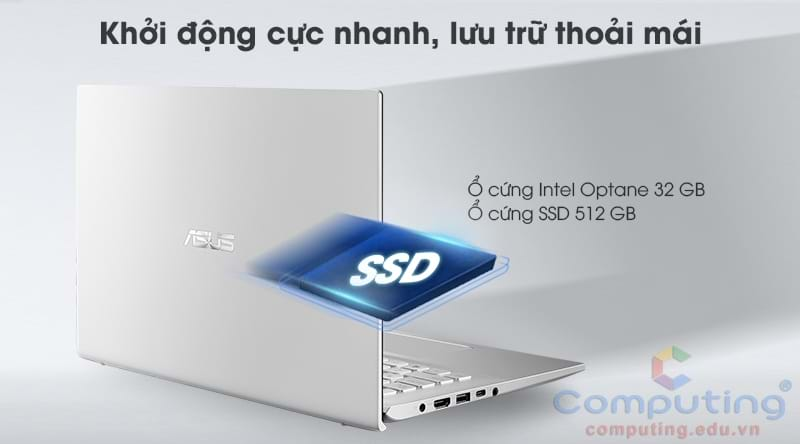 Khởi động cực nhanh, lưu trữ thoải mái
Ổ cứng Intel Optane 32 GB
Ổ cứng SSD 512 GB
ASUS
SSD
Computing®
computing.edu.vn